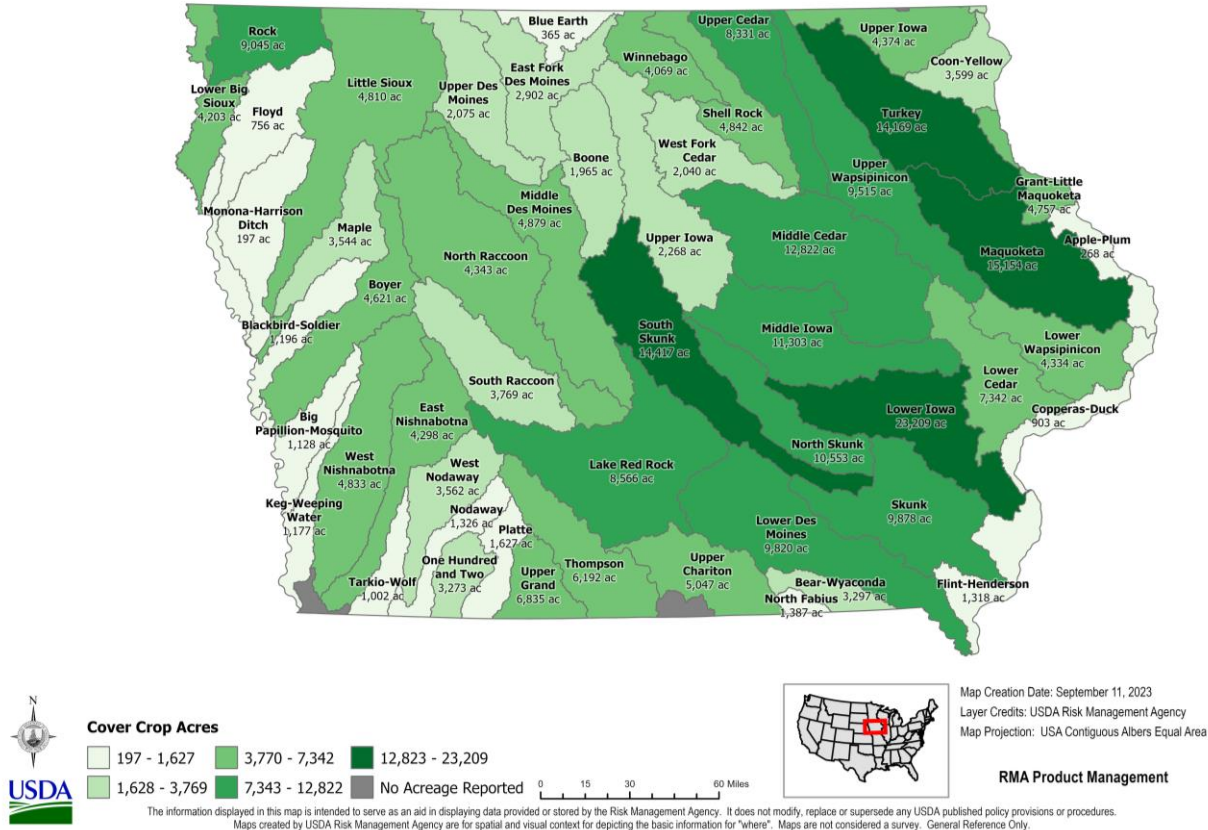 Blue Earth
365 ac
Rock
9,045 ac
Upper Cedar
8,331 ac
Upper Iowa
4,374 ac
Winnebago
4,069 ac
Coon-Yellow
3,599 ac
East Fork
Des Moines
2,902 ac
Little Sioux
4,810 ac
Upper Des
Moines
2,075 ac
Lower Big
Sioux
4,203 ac
Floyd
756 ac
Shell Rock
4,842 ac
Turkey
14,169 ac
West Fork
Cedar
2,040 ac
Boone
1,965 ac
Upper
Wapsipinicon
9,515 ac
Grant-Little
Maquoketa
4,757 ac
Middle
Des Moines
4,879 ac
Monona-Harrison
Ditch
197 ac
Maple
3,544 ac
Upper Iowa
2,268 ac
Middle Cedar
12,822 ac
Apple-Plum
268 ac
Maquoketa
15,154 ac
North Raccoon
4,343 ac
Boyer
4,621 ac
Blackbird-Soldier
1,196 ac
South
Skunk
14,417 ac
Middle Iowa
11,303 ac
Lower
Wapsipinicon
4,334 ac
Lower
Cedar
7,342 ac
South Raccoon
3,769 ac
Copperas-Duck
903 ac
Lower Iowa
23,209 ac
Big
Papillion-Mosquito
1,128 ac
East
Nishnabotna
4,298 ac
North Skunk
10,553 ac
West
Nishnabotna
4,833 ac
West
Nodaway
3,562 ac
Lake Red Rock
8,566 ac
Keg-Weeping
Water
1,177 ac
Nodaway
1,326 ac
Platte
1,627 ac
Skunk
9,878 ac
Lower Des
Moines
9,820 ac
One Hundred
and Two
3,273 ac
Thompson
6,192 ac
Upper
Chariton
5,047 ac
Upper
Grand
6,835 ac
Tarkio-Wolf
1,002 ac
Bear-Wyaconda
3,297 ac
North Fabius
1,387 ac
Flint-Henderson
1,318 ac
N
USDA
Cover Crop Acres
197 - 1,627
1,628 - 3,769
3,770 - 7,342
7,343 - 12,822
12,823 - 23,209
No Acreage Reported
0 15 30 60 Miles
Map Creation Date: September 11, 2023
Layer Credits: USDA Risk Management Agency
Map Projection: USA Contiguous Albers Equal Area
RMA Product Management
The information displayed in this map is intended to serve as an aid in displaying data provided or stored by the Risk Management Agency. It does not modify, replace or supersede any USDA published policy provisions or procedures.
Maps created by USDA Risk Management Agency are for spatial and visual context for depicting the basic information for "where". Maps are not considered a survey. General Reference Only.